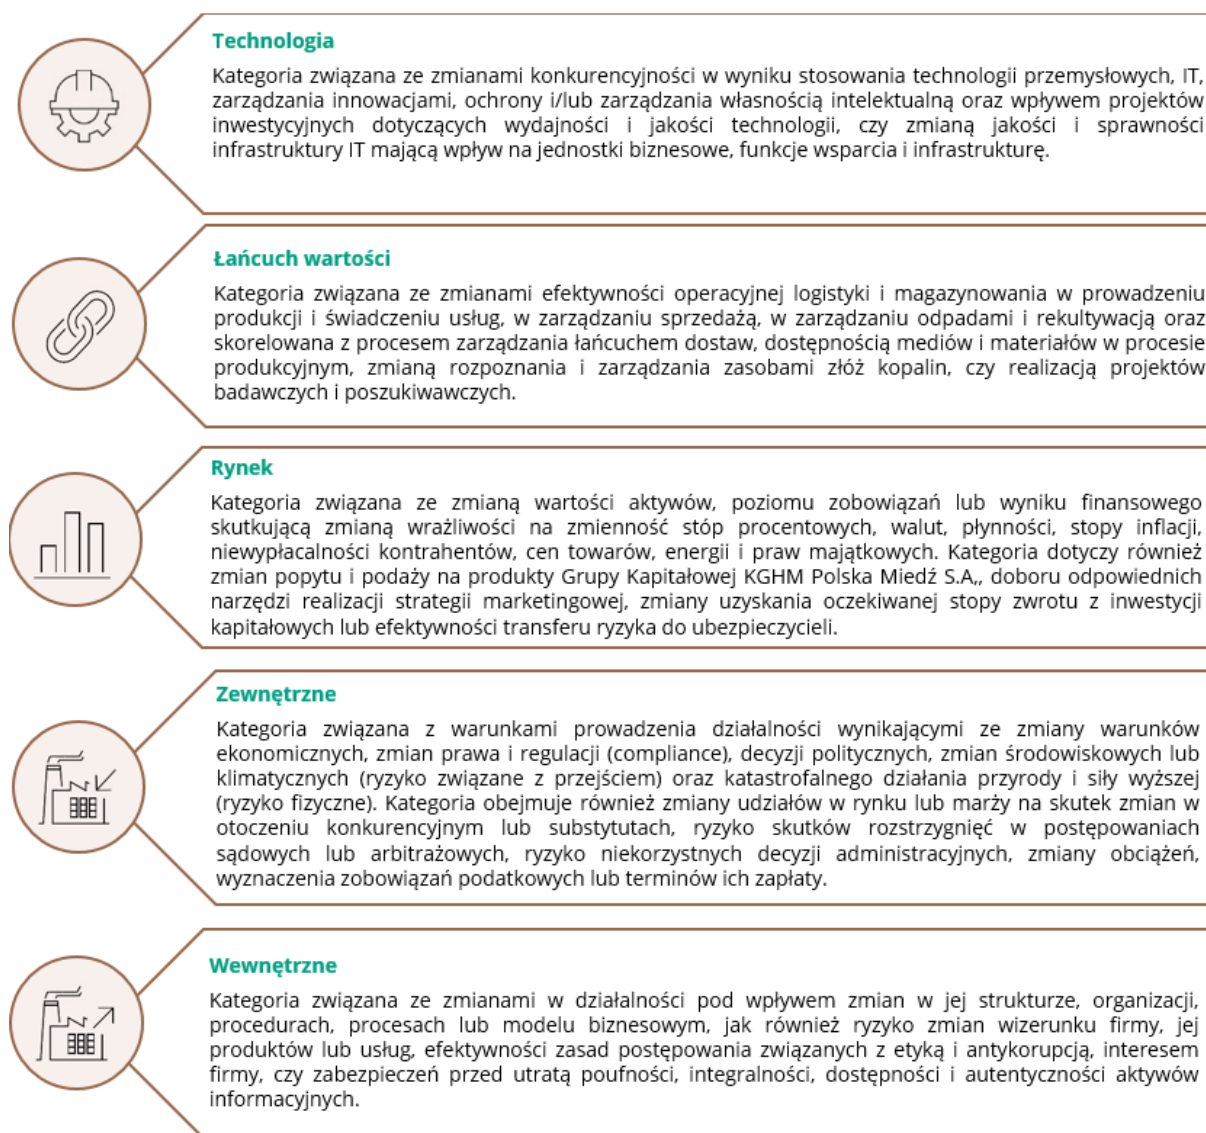 Technologia
Kategoria związana ze zmianami konkurencyjności w wyniku stosowania technologii przemysłowych, IT,
zarządzania innowacjami, ochrony i/lub zarządzania własnością intelektualną oraz wpływem projektów
inwestycyjnych dotyczących wydajności i jakości technologii, czy zmianą jakości i sprawności
infrastruktury IT mającą wpływ na jednostki biznesowe, funkcje wsparcia i infrastrukturę.
Łańcuch wartości
Kategoria związana ze zmianami efektywności operacyjnej logistyki i magazynowania w prowadzeniu
produkcji i świadczeniu usług, w zarządzaniu sprzedażą, w zarządzaniu odpadami i rekultywacją oraz
skorelowana z procesem zarządzania łańcuchem dostaw, dostępnością mediów i materiałów w procesie
produkcyjnym, zmianą rozpoznania i zarządzania zasobami złóż kopalin, czy realizacją projektów
badawczych i poszukiwawczych.
Rynek
Kategoria związana ze zmianą wartości aktywów, poziomu zobowiązań lub wyniku finansowego
skutkującą zmianą wrażliwości na zmienność stóp procentowych, walut, płynności, stopy inflacji,
niewypłacalności kontrahentów, cen towarów, energii i praw majątkowych. Kategoria dotyczy również
zmian popytu i podaży na produkty Grupy Kapitałowej KGHM Polska Miedź S.A,, doboru odpowiednich
narzędzi realizacji strategii marketingowej, zmiany uzyskania oczekiwanej stopy zwrotu z inwestycji
kapitałowych lub efektywności transferu ryzyka do ubezpieczycieli.
Zewnętrzne
Kategoria związana z warunkami prowadzenia działalności wynikającymi ze zmiany warunków
ekonomicznych, zmian prawa i regulacji (compliance), decyzji politycznych, zmian środowiskowych lub
klimatycznych (ryzyko związane z przejściem) oraz katastrofalnego działania przyrody i siły wyższej
(ryzyko fizyczne). Kategoria obejmuje również zmiany udziałów w rynku lub marży na skutek zmian w
otoczeniu konkurencyjnym lub substytutach, ryzyko skutków rozstrzygnięć w postępowaniach
sądowych lub arbitrażowych, ryzyko niekorzystnych decyzji administracyjnych, zmiany obciążeń,
wyznaczenia zobowiązań podatkowych lub terminów ich zapłaty.
Wewnętrzne
Kategoria związana ze zmianami w działalności pod wpływem zmian w jej strukturze, organizacji,
procedurach, procesach lub modelu biznesowym, jak również ryzyko zmian wizerunku firmy, jej
produktów lub usług, efektywności zasad postępowania związanych z etyką i antykorupcją, interesem
firmy, czy zabezpieczeń przed utratą poufności, integralności, dostępności i autentyczności aktywów
informacyjnych.